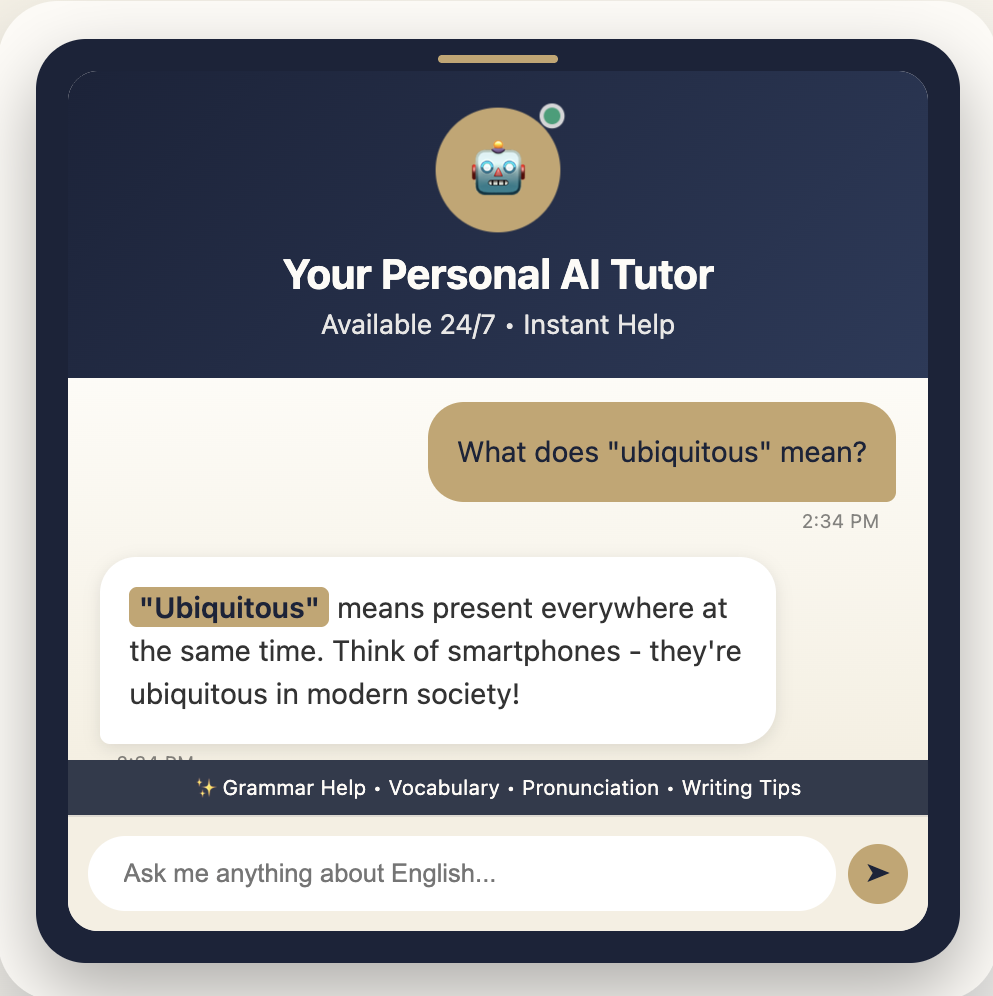 Your Personal AI Tutor
Available 24/7 • Instant Help
What does "ubiquitous" mean?
2:34 PM
"Ubiquitous" means present everywhere at
the same time. Think of smartphones - they're
ubiquitous in modern society!
✨ Grammar Help • Vocabulary • Pronunciation • Writing Tips
Ask me anything about English...